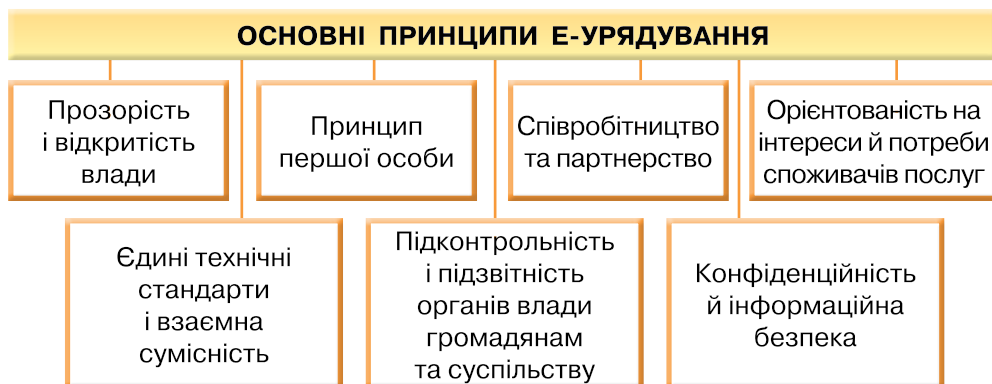 ОСНОВНІ ПРИНЦИПИ Е-УРЯДУВАННЯ
Прозорість
і відкритість
влади
Принцип
першої особи
Співробітництво
та партнерство
Орієнтованість на
інтереси й потреби
споживачів послуг
Єдині технічні
стандарти
і взаємна
сумісність
Підконтрольність
і підзвітність
органів влади
громадянам
та суспільству
Конфіденційність
й інформаційна
безпека